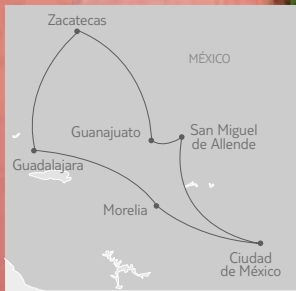 Zacatecas
MÉXICO
Guanajuato
San Miguel
de Allende
Guadalajara
Morelia
Ciudad
de México